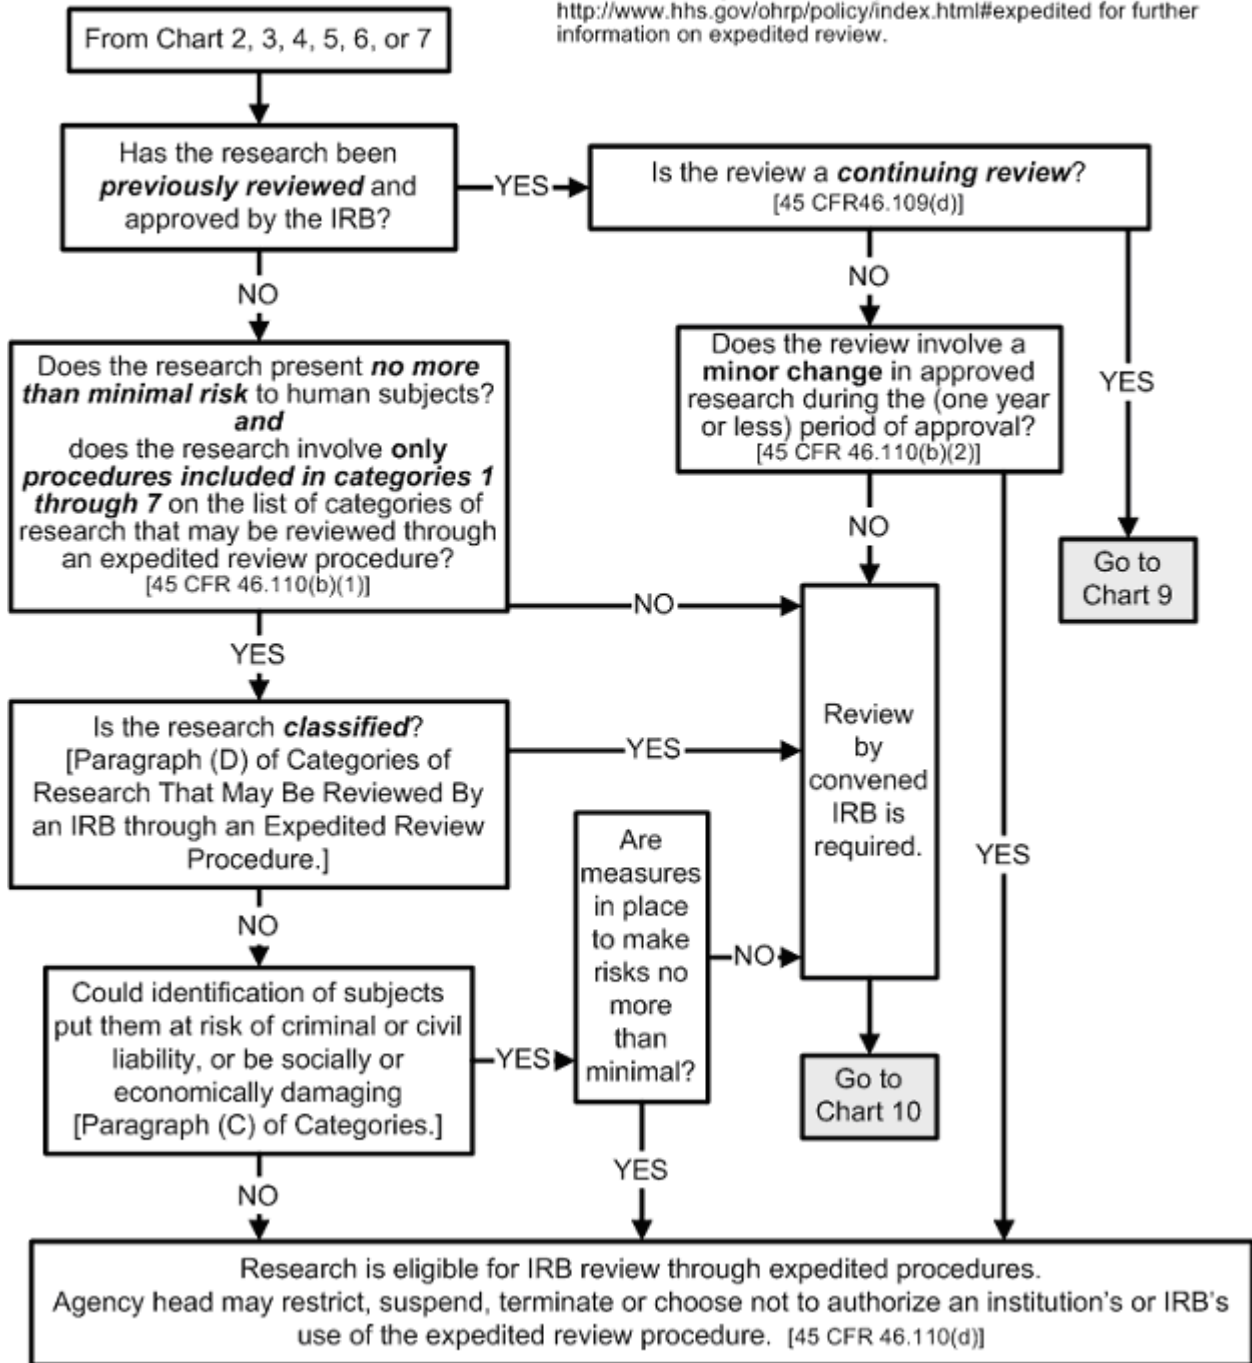 http://www.hhs.gov/ohrp/policy/index.html#expedited for further
information on expedited review.
From Chart 2, 3, 4, 5, 6, or 7
Has the research been
previously reviewed and
approved by the IRB?
YES
Is the review a continuing review?
[45 CFR46.109(d)]
NO
NO
YES
Does the research present no more
than minimal risk to human subjects?
and
does the research involve only
procedures included in categories 1
through 7 on the list of categories of
research that may be reviewed through
an expedited review procedure?
[45 CFR 46.110(b)(1)]
Does the review involve a
minor change in approved
research during the (one year
or less) period of approval?
[45 CFR 46.110(b)(2)]
NO
Go to
Chart 9
NO
YES
Is the research classified?
[Paragraph (D) of Categories of
Research That May Be Reviewed By
an IRB through an Expedited Review
Procedure.]
YES
Review
by
convened
IRB is
required.
YES
NO
Are
measures
in place
to make
risks no
more
than
minimal?
NO
Could identification of subjects
put them at risk of criminal or civil
liability, or be socially or
economically damaging
[Paragraph (C) of Categories.]
YES
Go to
Chart 10
YES
NO
Research is eligible for IRB review through expedited procedures.
Agency head may restrict, suspend, terminate or choose not to authorize an institution's or IRB's
use of the expedited review procedure. [45 CFR 46.110(d)]